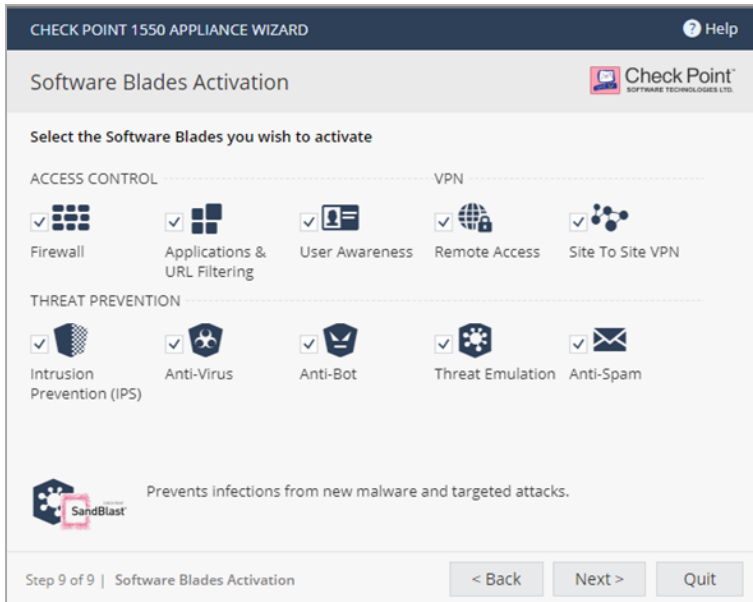 CHECK POINT 1550 APPLIANCE WIZARD
Help
Software Blades Activation
Check Point
SOFTWARE TECHNOLOGIES LTD.
Select the Software Blades you wish to activate
ACCESS CONTROL
VPN
Firewall
Applications &
URL Filtering
User Awareness
Remote Access
Site To Site VPN
THREAT PREVENTION
Intrusion
Prevention (IPS)
Anti-Virus
Anti-Bot
Threat Emulation
Anti-Spam
SandBlast
Prevents infections from new malware and targeted attacks.
Step 9 of 9 | Software Blades Activation
< Back
Next >
Quit